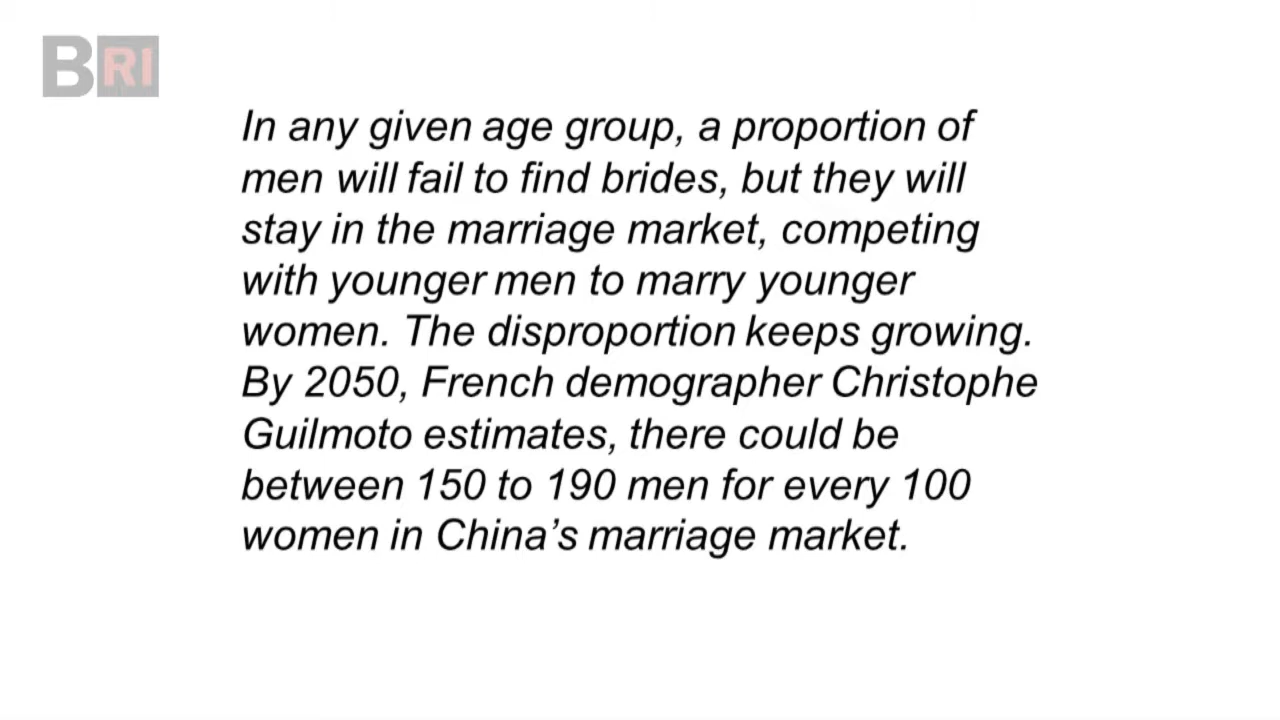 BRI
In any given age group, a proportion of
men will fail to find brides, but they will
stay in the marriage market, competing
with younger men to marry younger
women. The disproportion keeps growing.
By 2050, French demographer Christophe
Guilmoto estimates, there could be
between 150 to 190 men for every 100
women in China’s marriage market.